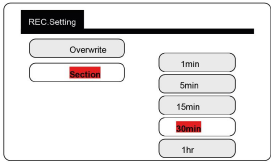 REC.Setting
Overwrite
Section
1min
5min
15min
30min
1hr